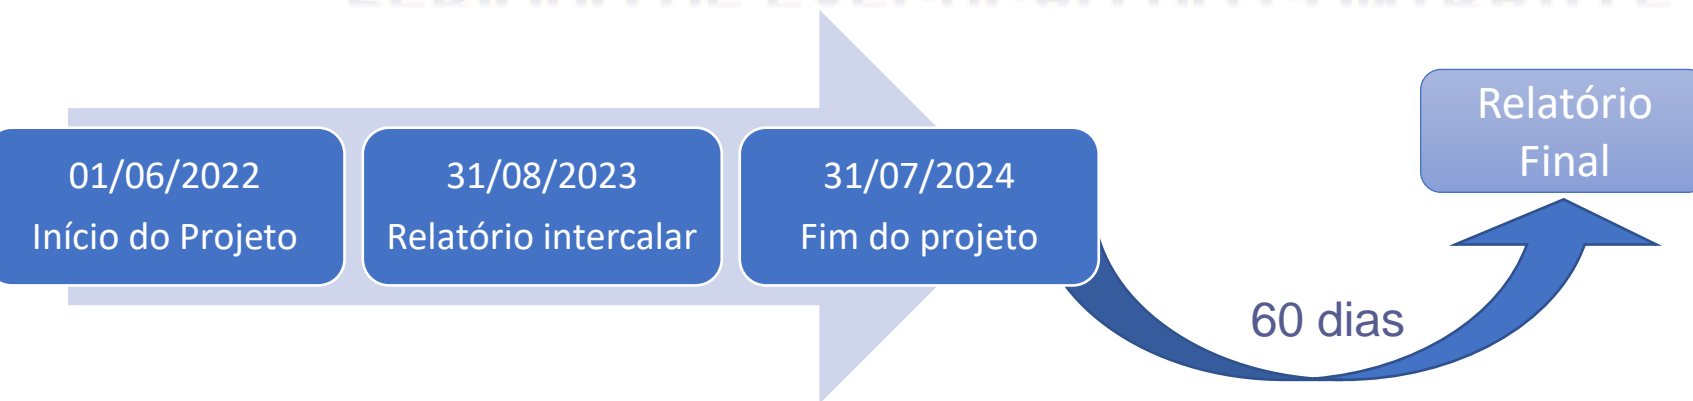 01/06/2022
Início do Projeto
31/08/2023
Relatório intercalar
31/07/2024
Fim do projeto
60 dias
Relatório
Final